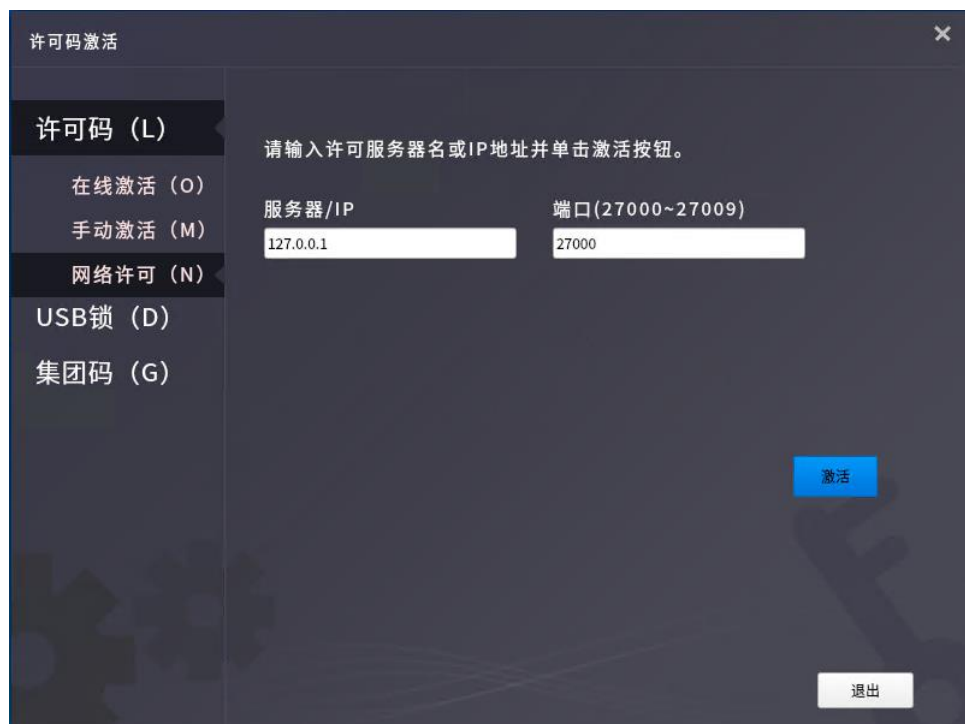 许可码激活
许可码（L）
在线激活（O）
手动激活（M）
网络许可（N）
USB锁（D）
集团码（G）
请输入许可服务器名或IP地址并单击激活按钮。
服务器/IP 端口(27000~27009)
127.0.0.1 27000
激活
退出